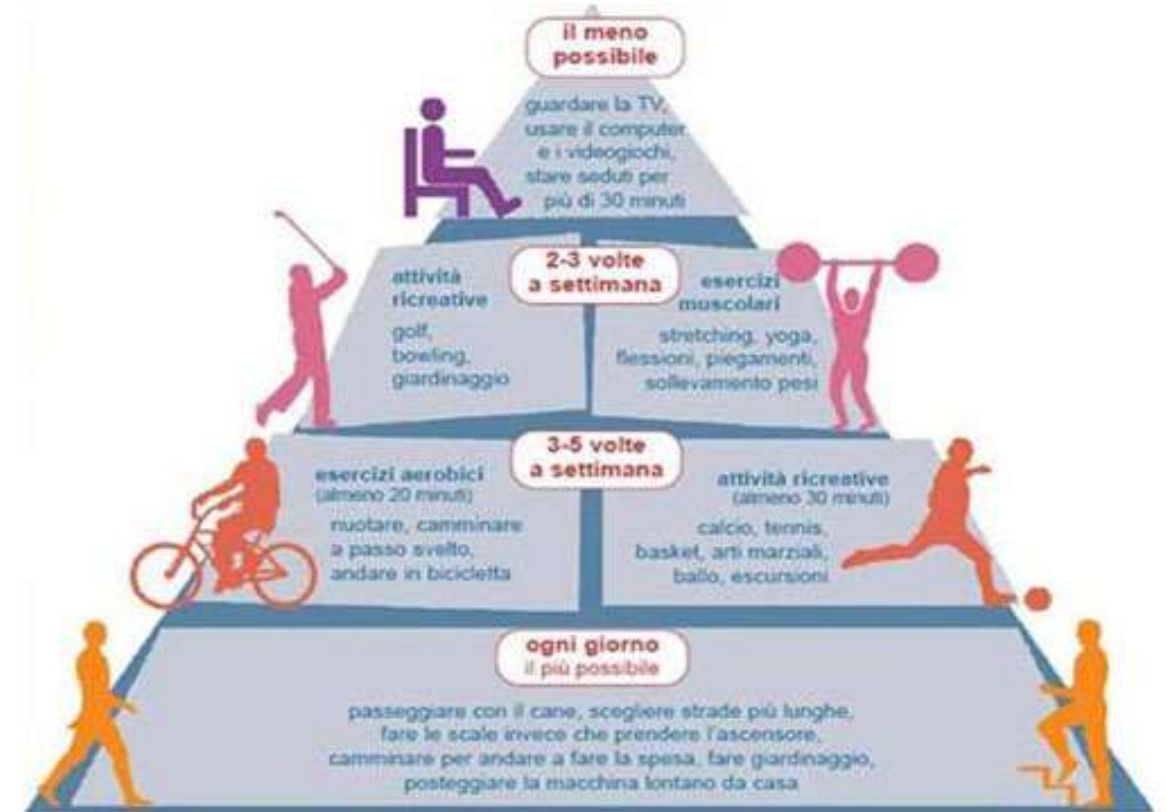 il meno
possibile
guardare la TV,
usare il computer
e i videogiochi,
stare seduti per
più di 30 minuti
2-3 volte
a settimana
attività
ricreative
golf,
bowling,
giardinaggio
esercizi
muscolari
stretching, yoga,
flessioni, piegamenti,
sollevamento pesi
3-5 volte
a settimana
esercizi aerobici
(almeno 20 minuti)
nuotare, camminare
a passo svelto,
andare in bicicletta
attività ricreative
(almeno 30 minuti)
calcio, tennis,
basket, arti marziali,
ballo, escursioni
ogni giorno
il più possibile
passeggiare con il cane, scegliere strade più lunghe,
fare le scale invece che prendere l'ascensore,
camminare per andare a fare la spesa, fare giardinaggio,
posteggiare la macchina lontano da casa